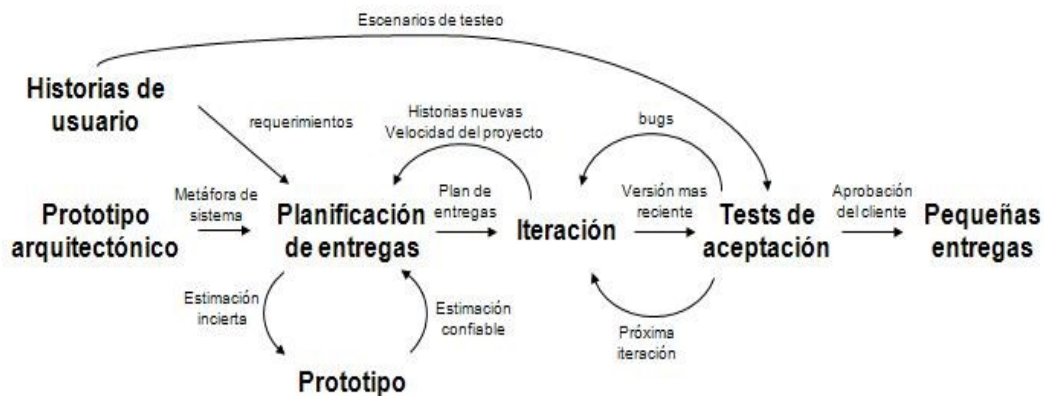 Escenarios de testeo
Historias de
usuario
requerimientos
Historias nuevas
Velocidad del proyecto
bugs
Prototipo
arquitectónico
Metáfora de
sistema
Planificación
de entregas
Plan de
entregas
Iteración
Versión mas
reciente
Tests de
aceptación
Aprobación
del cliente
Pequeñas
entregas
Estimación
incierta
Estimación
confiable
Próxima
iteración
Prototipo